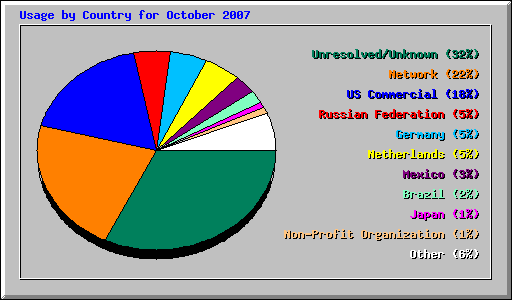 Usage by Country for October 2007
Unresolved/Unknown (32%)
Network (22%)
US Commercial (18%)
Russian Federation (5%)
Germany (5%)
Netherlands (5%)
Mexico (3%)
Brazil (2%)
Japan (1%)
Non-Profit Organization (1%)
Other (6%)